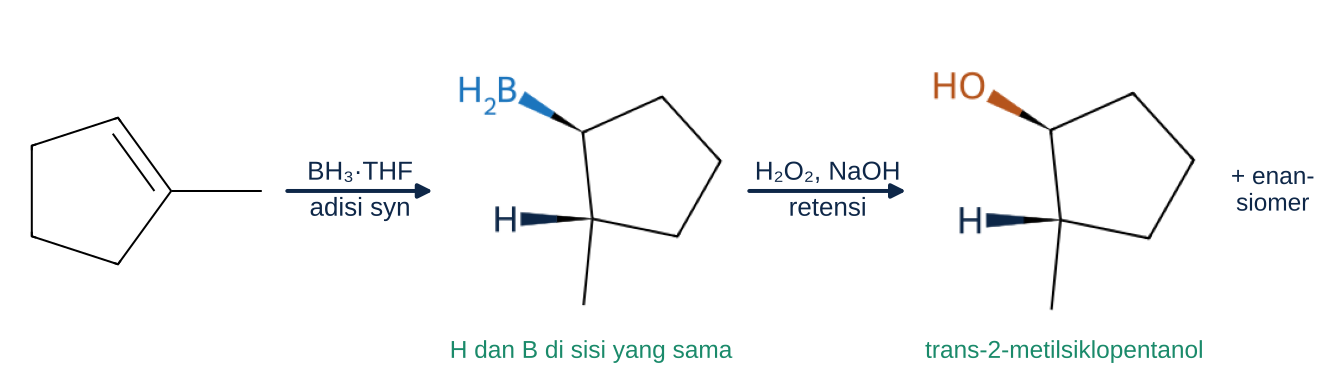 H₂B
H
BH₃·THF
adisi syn
H dan B di sisi yang sama
H₂O₂, NaOH
retensi
HO
H
trans-2-metilsiklopentanol
+ enan-
siomer